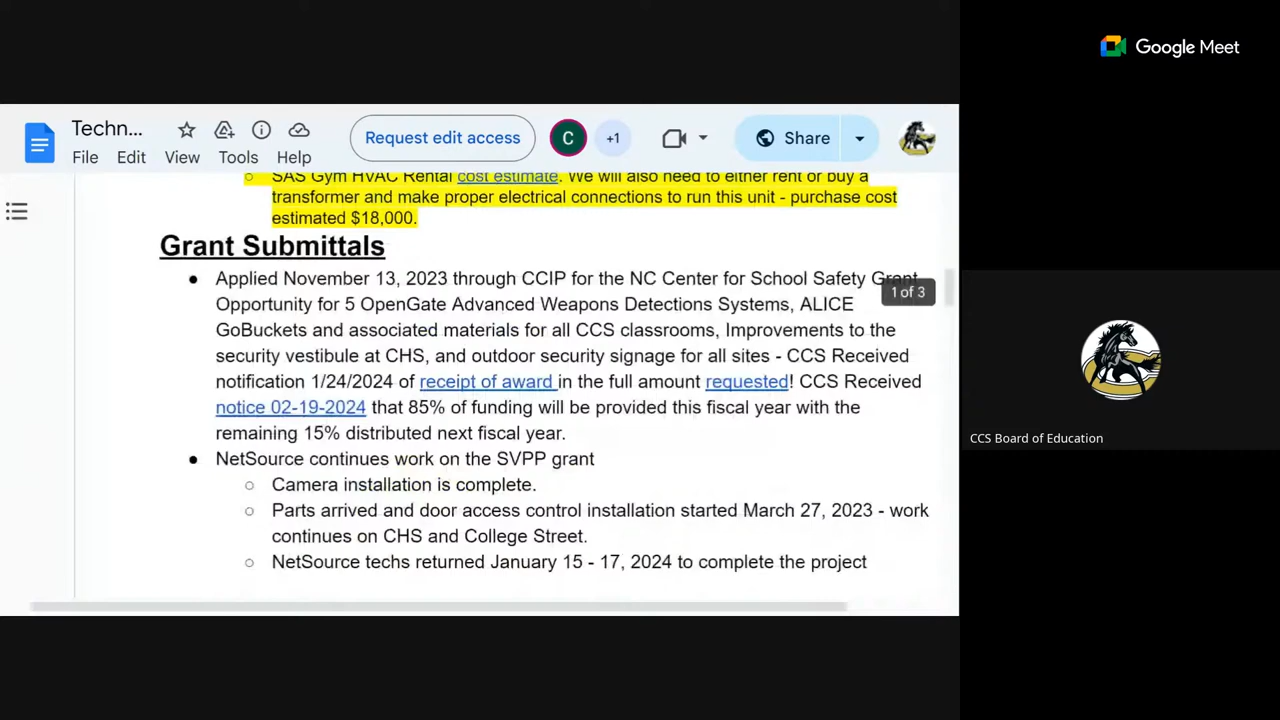 Google Meet
Techn...
Request edit access
C
+1
Share
File Edit View Tools Help
SAS Gym HVAC Rental cost estimate. We will also need to either rent or buy a
transformer and make proper electrical connections to run this unit - purchase cost
estimated $18,000.
Grant Submittals
Applied November 13, 2023 through CCIP for the NC Center for School Safety Grant
1 of 3
Opportunity for 5 OpenGate Advanced Weapons Detections Systems, ALICE
GoBuckets and associated materials for all CCS classrooms, Improvements to the
security vestibule at CHS, and outdoor security signage for all sites - CCS Received
notification 1/24/2024 of receipt of award in the full amount requested! CCS Received
notice 02-19-2024 that 85% of funding will be provided this fiscal year with the
remaining 15% distributed next fiscal year.
NetSource continues work on the SVPP grant
Camera installation is complete.
Parts arrived and door access control installation started March 27, 2023 - work
continues on CHS and College Street.
NetSource techs returned January 15 - 17, 2024 to complete the project
CCS Board of Education